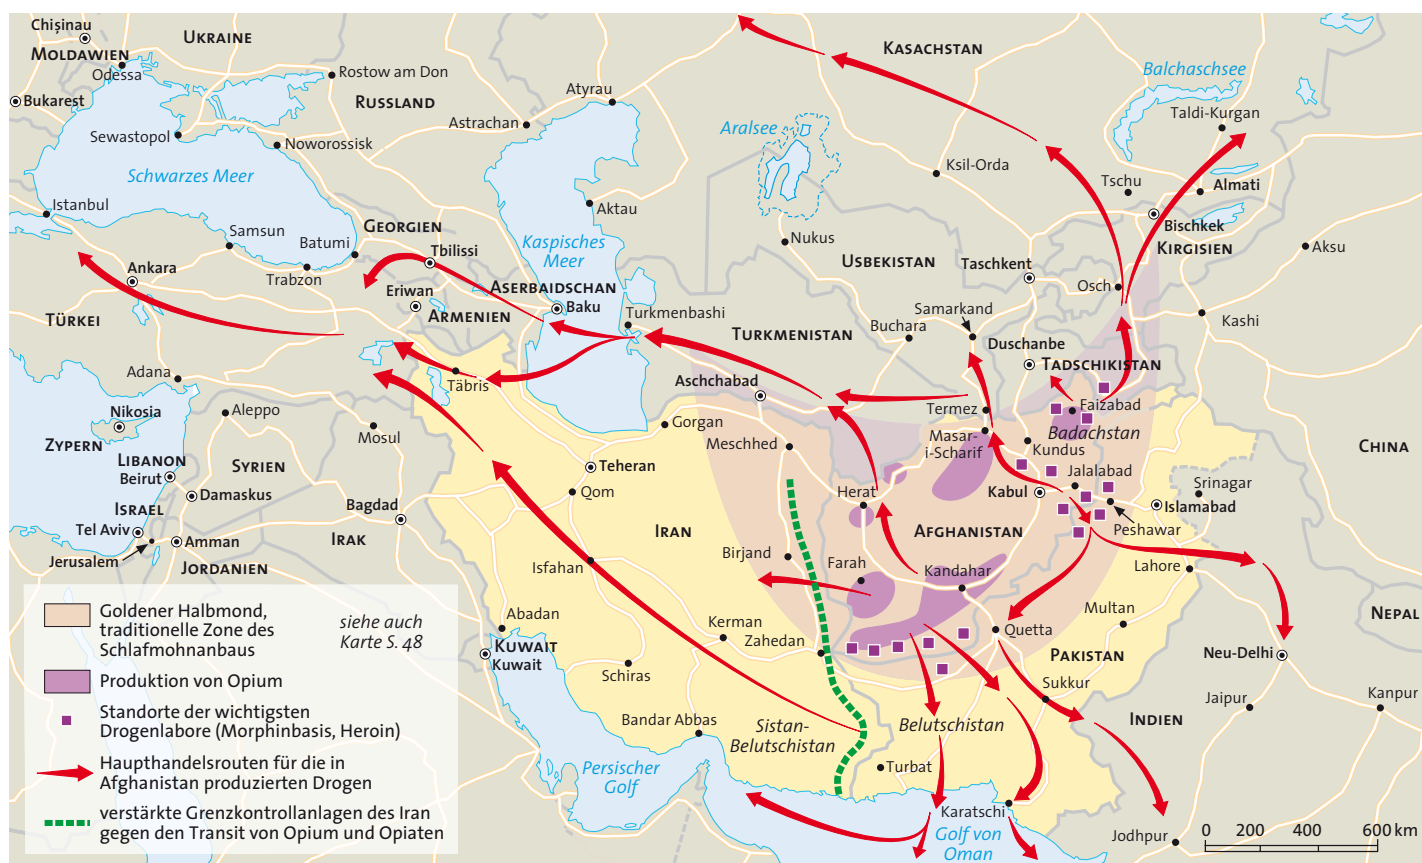 Chișinau
MOLDAWIEN
UKRAINE
Odessa
Rostow am Don
Bukarest
RUSSLAND
Atyrau
Astrachan
Sewastopol
Noworossisk
Schwarzes Meer
Istanbul
KASACHSTAN
Balchaschsee
Taldi-Kurgan
Aralsee
Ksil-Orda
Tschu
Almati
Bischkek
KIRGISIEN
Aksu
Aktau
GEORGIEN
Samsun
Batumi
Tbilissi
Kaspisches
Meer
Nukus
USBEKISTAN
Taschkent
Osch
Ankara
Trabzon
Eriwan
ASERBAIDSCHAN
Baku
ARMENIEN
TÜRKEI
Turkmenbashi
TURKMENISTAN
Samarkand
Buchara
Duschanbe
Kashi
TADSCHIKISTAN
Adana
Täbris
Aschchabad
Faizabad
Badachstan
Termez
Nikosia
Aleppo
Mosul
Gorgan
Meschhed
Masar-
i-Scharif
Kundus
CHINA
ZYPERN
LIBANON
Beirut
SYRIEN
Damaskus
Teheran
Qom
Jalalabad
Kabul
Srinagar
Islamabad
Peshawar
ISRAEL
Tel Aviv
Jerusalem
Amman
JORDANIEN
Bagdad
IRAK
IRAN
Herat
AFGHANISTAN
Isfahan
Birjand
Farah
Kandahar
Lahore
NEPAL
Abadan
Kerman
Zahedan
Quetta
Multan
KUWAIT
Kuwait
Schiras
PAKISTAN
Neu-Delhi
Sukkur
Jaipur
Kanpur
Bandar Abbas
Sistan-
Belutschistan
Belutschistan
INDIEN
Persischer
Golf
Turbat
Karatschi
Golf von
Oman
Jodhpur
Goldener Halbmond,
traditionelle Zone des
Schlafmohnanbaus
siehe auch
Karte S. 48
Produktion von Opium
Standorte der wichtigsten
Drogenlabore (Morphinbasis, Heroin)
Haupthandelsrouten für die in
Afghanistan produzierten Drogen
verstärkte Grenzkontrollanlagen des Iran
gegen den Transit von Opium und Opiaten
0 200 400 600 km